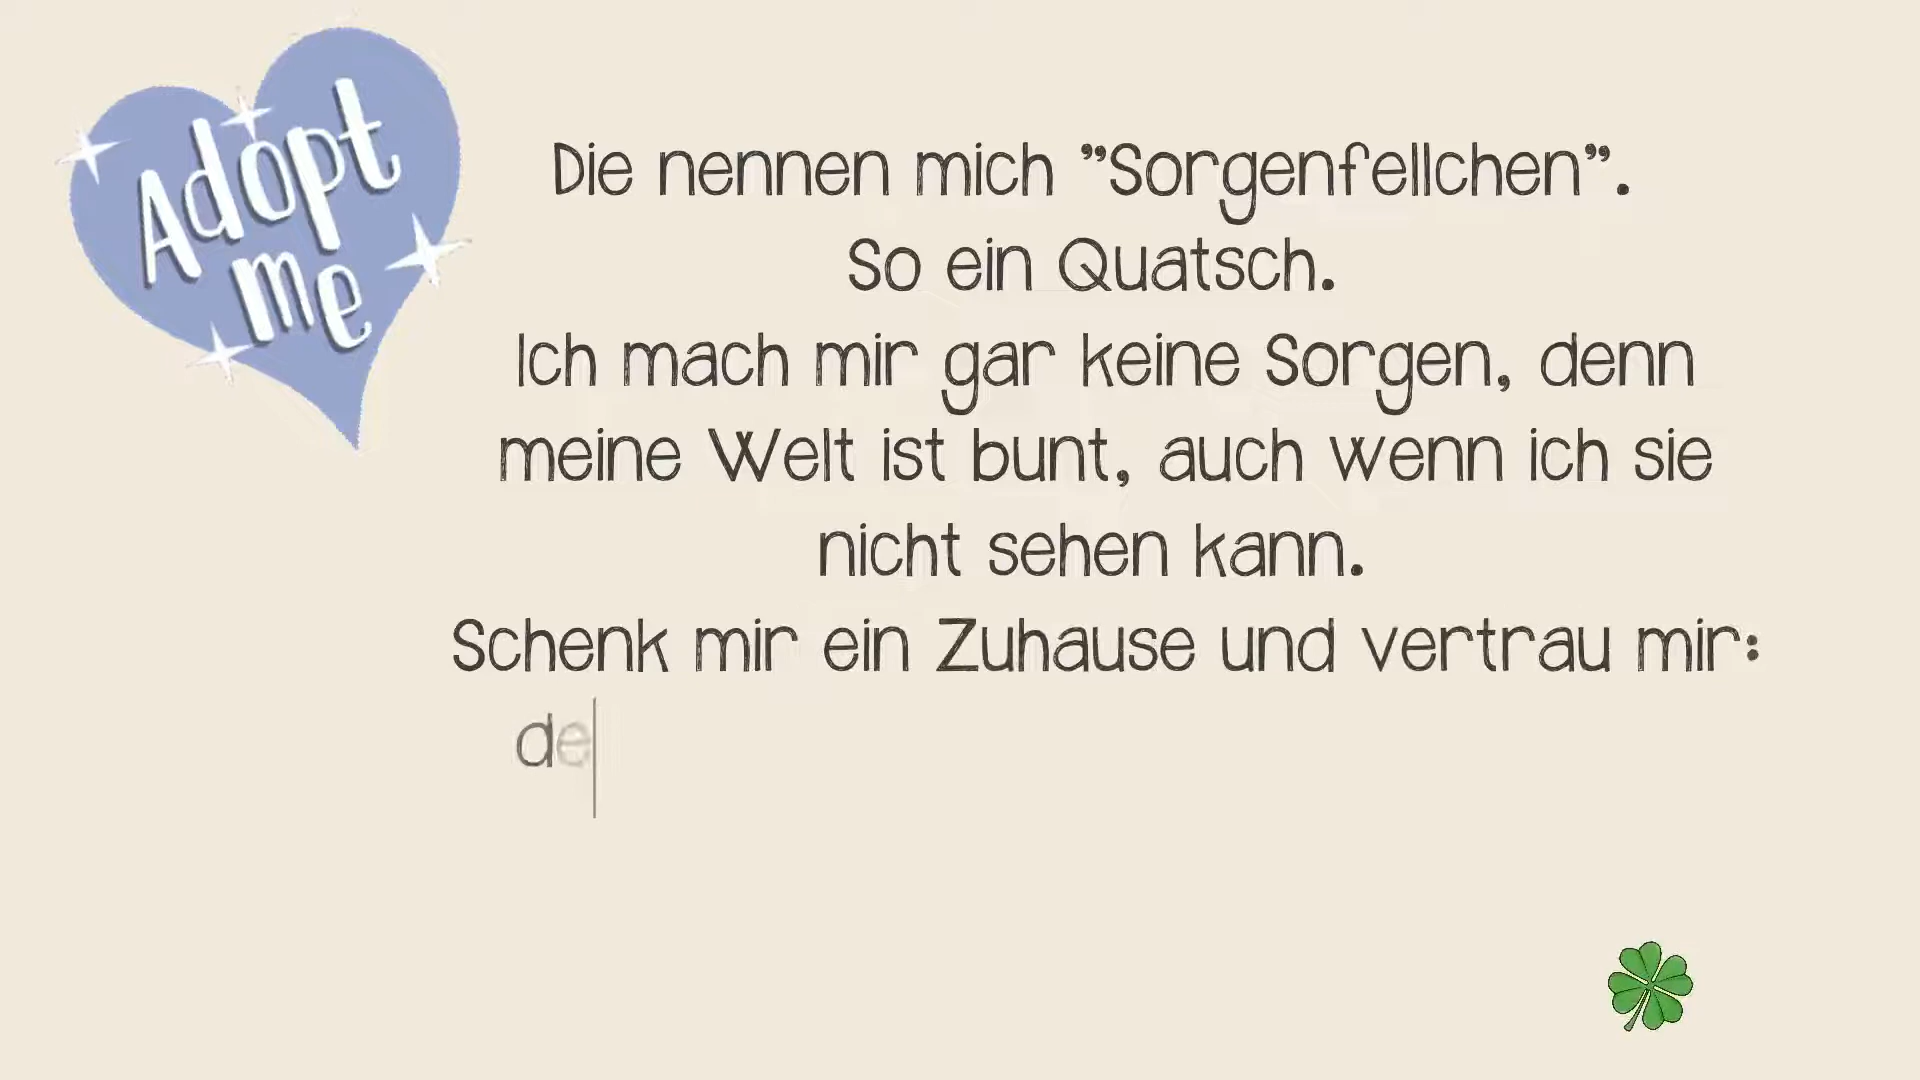 Adopt
me
Die nennen mich ”Sorgenfellchen”.
So ein Quatsch.
Ich mach mir gar keine Sorgen, denn
meine Welt ist bunt, auch wenn ich sie
nicht sehen kann.
Schenk mir ein Zuhause und vertrau mir:
de